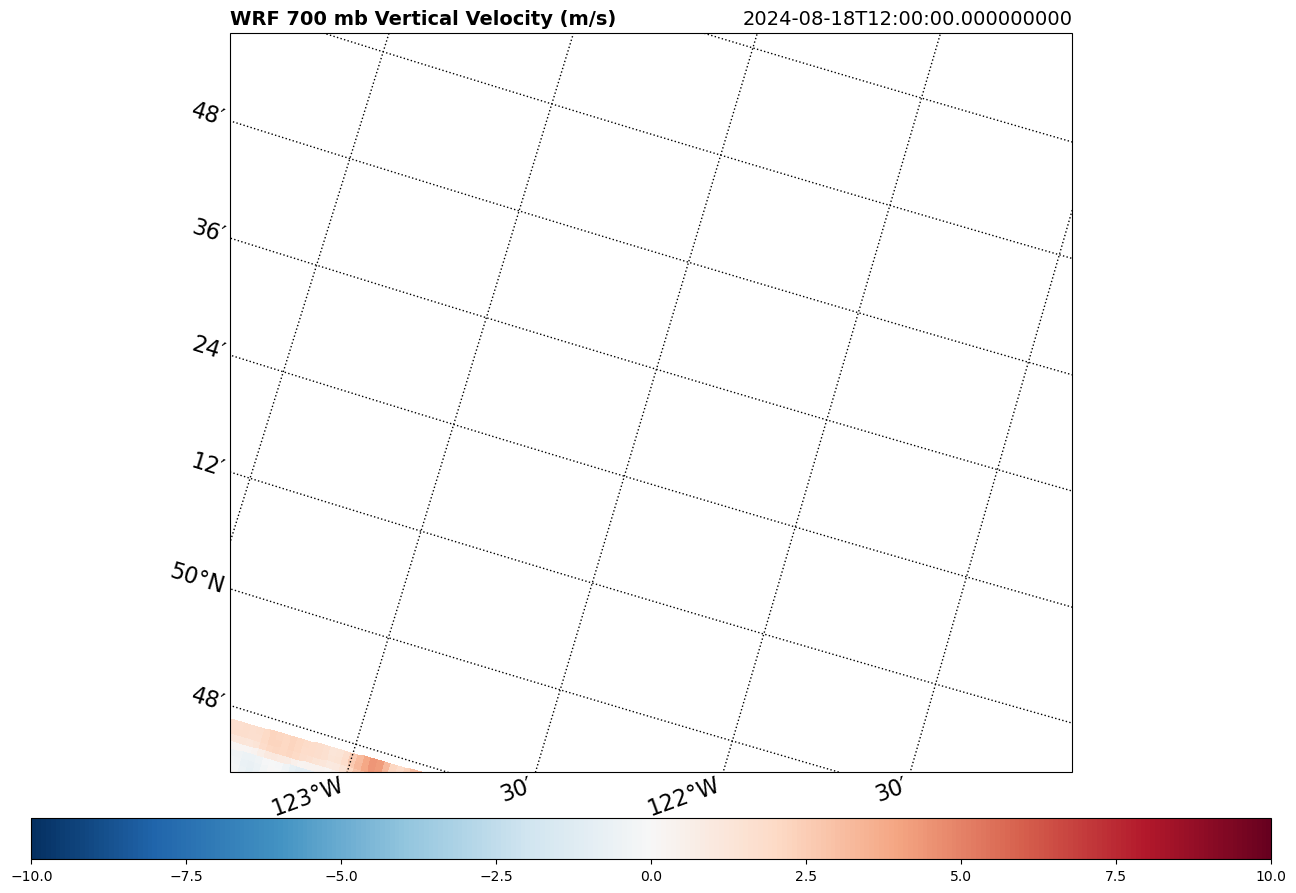 WRF 700 mb Vertical Velocity (m/s) 2024-08-18T12:00:00.000000000
48′
36′
24′
12′
50°N
48′
123°W 30′ 122°W 30′
−10.0 −7.5 −5.0 −2.5 0.0 2.5 5.0 7.5 10.0